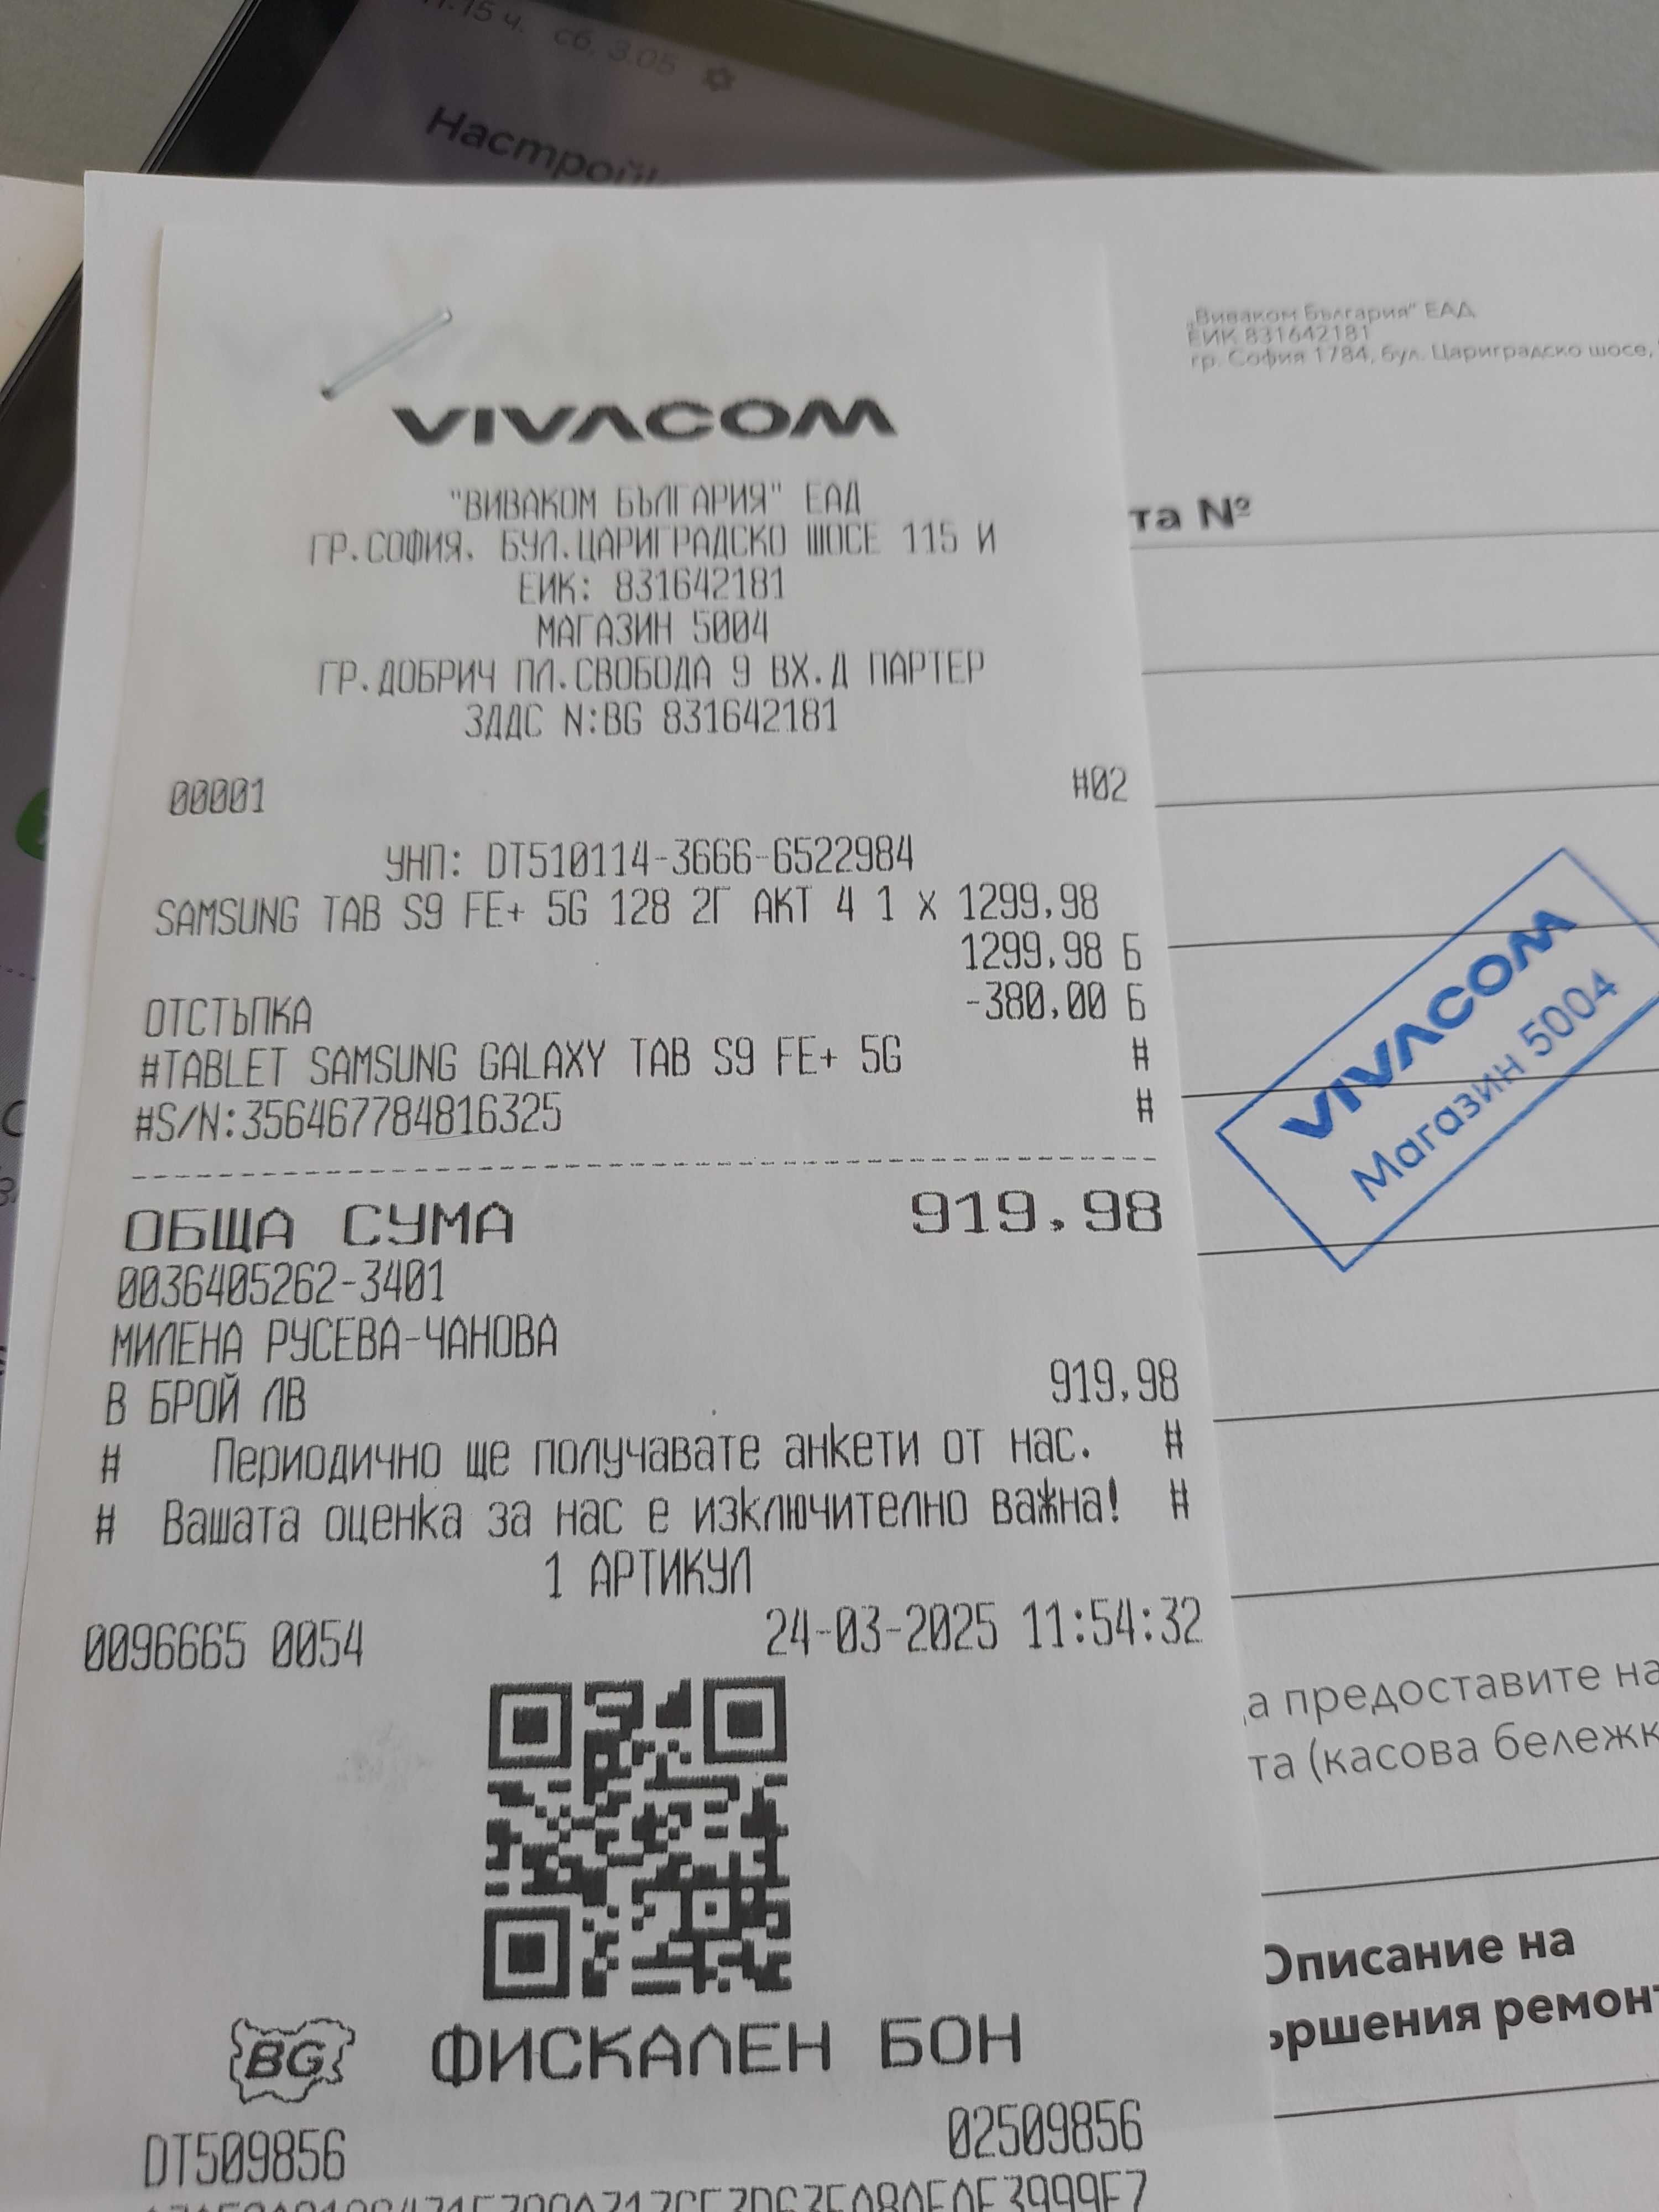 сб. 3.05
Настрой
VIVACOM
"ВИВАКОМ БЪЛГАРИЯ" ЕАД
ГР.СОФИЯ, БУЛ.ЦАРИГРАДСКО ШОСЕ 115 И
ЕИК: 831642181
МАГАЗИН 5004
ГР.ДОБРИЧ ПЛ.СВОБОДА 9 ВХ.Д ПАРТЕР
ЗДДС N:BG 831642181
00001 #02
УНП: DT510114-3666-6522984
SAMSUNG TAB S9 FE+ 5G 128 2Г АКТ 4 1 x 1299,98
1299,98 Б
ОТСТЪПКА -380,00 Б
#TABLET SAMSUNG GALAXY TAB S9 FE+ 5G #
#S/N:356467784816325 #
ОБЩА СУМА 919,98
0036405262-3401
МИЛЕНА РУСЕВА-ЧАНОВА
В БРОЙ ЛВ 919,98
# Периодично ще получавате анкети от нас. #
# Вашата оценка за нас е изключително важна! #
1 АРТИКУЛ
0096665 0054 24-03-2025 11:54:32
BG ФИСКАЛЕН БОН
DT509856 02509856
„Виваком България" ЕАД
ЕИК 831642181
гр. София 1784, бул. Цариградско шосе,
та №
VIVACOM
Магазин 5004
а предоставите на
та (касова бележк
Описание на
ършения ремонт